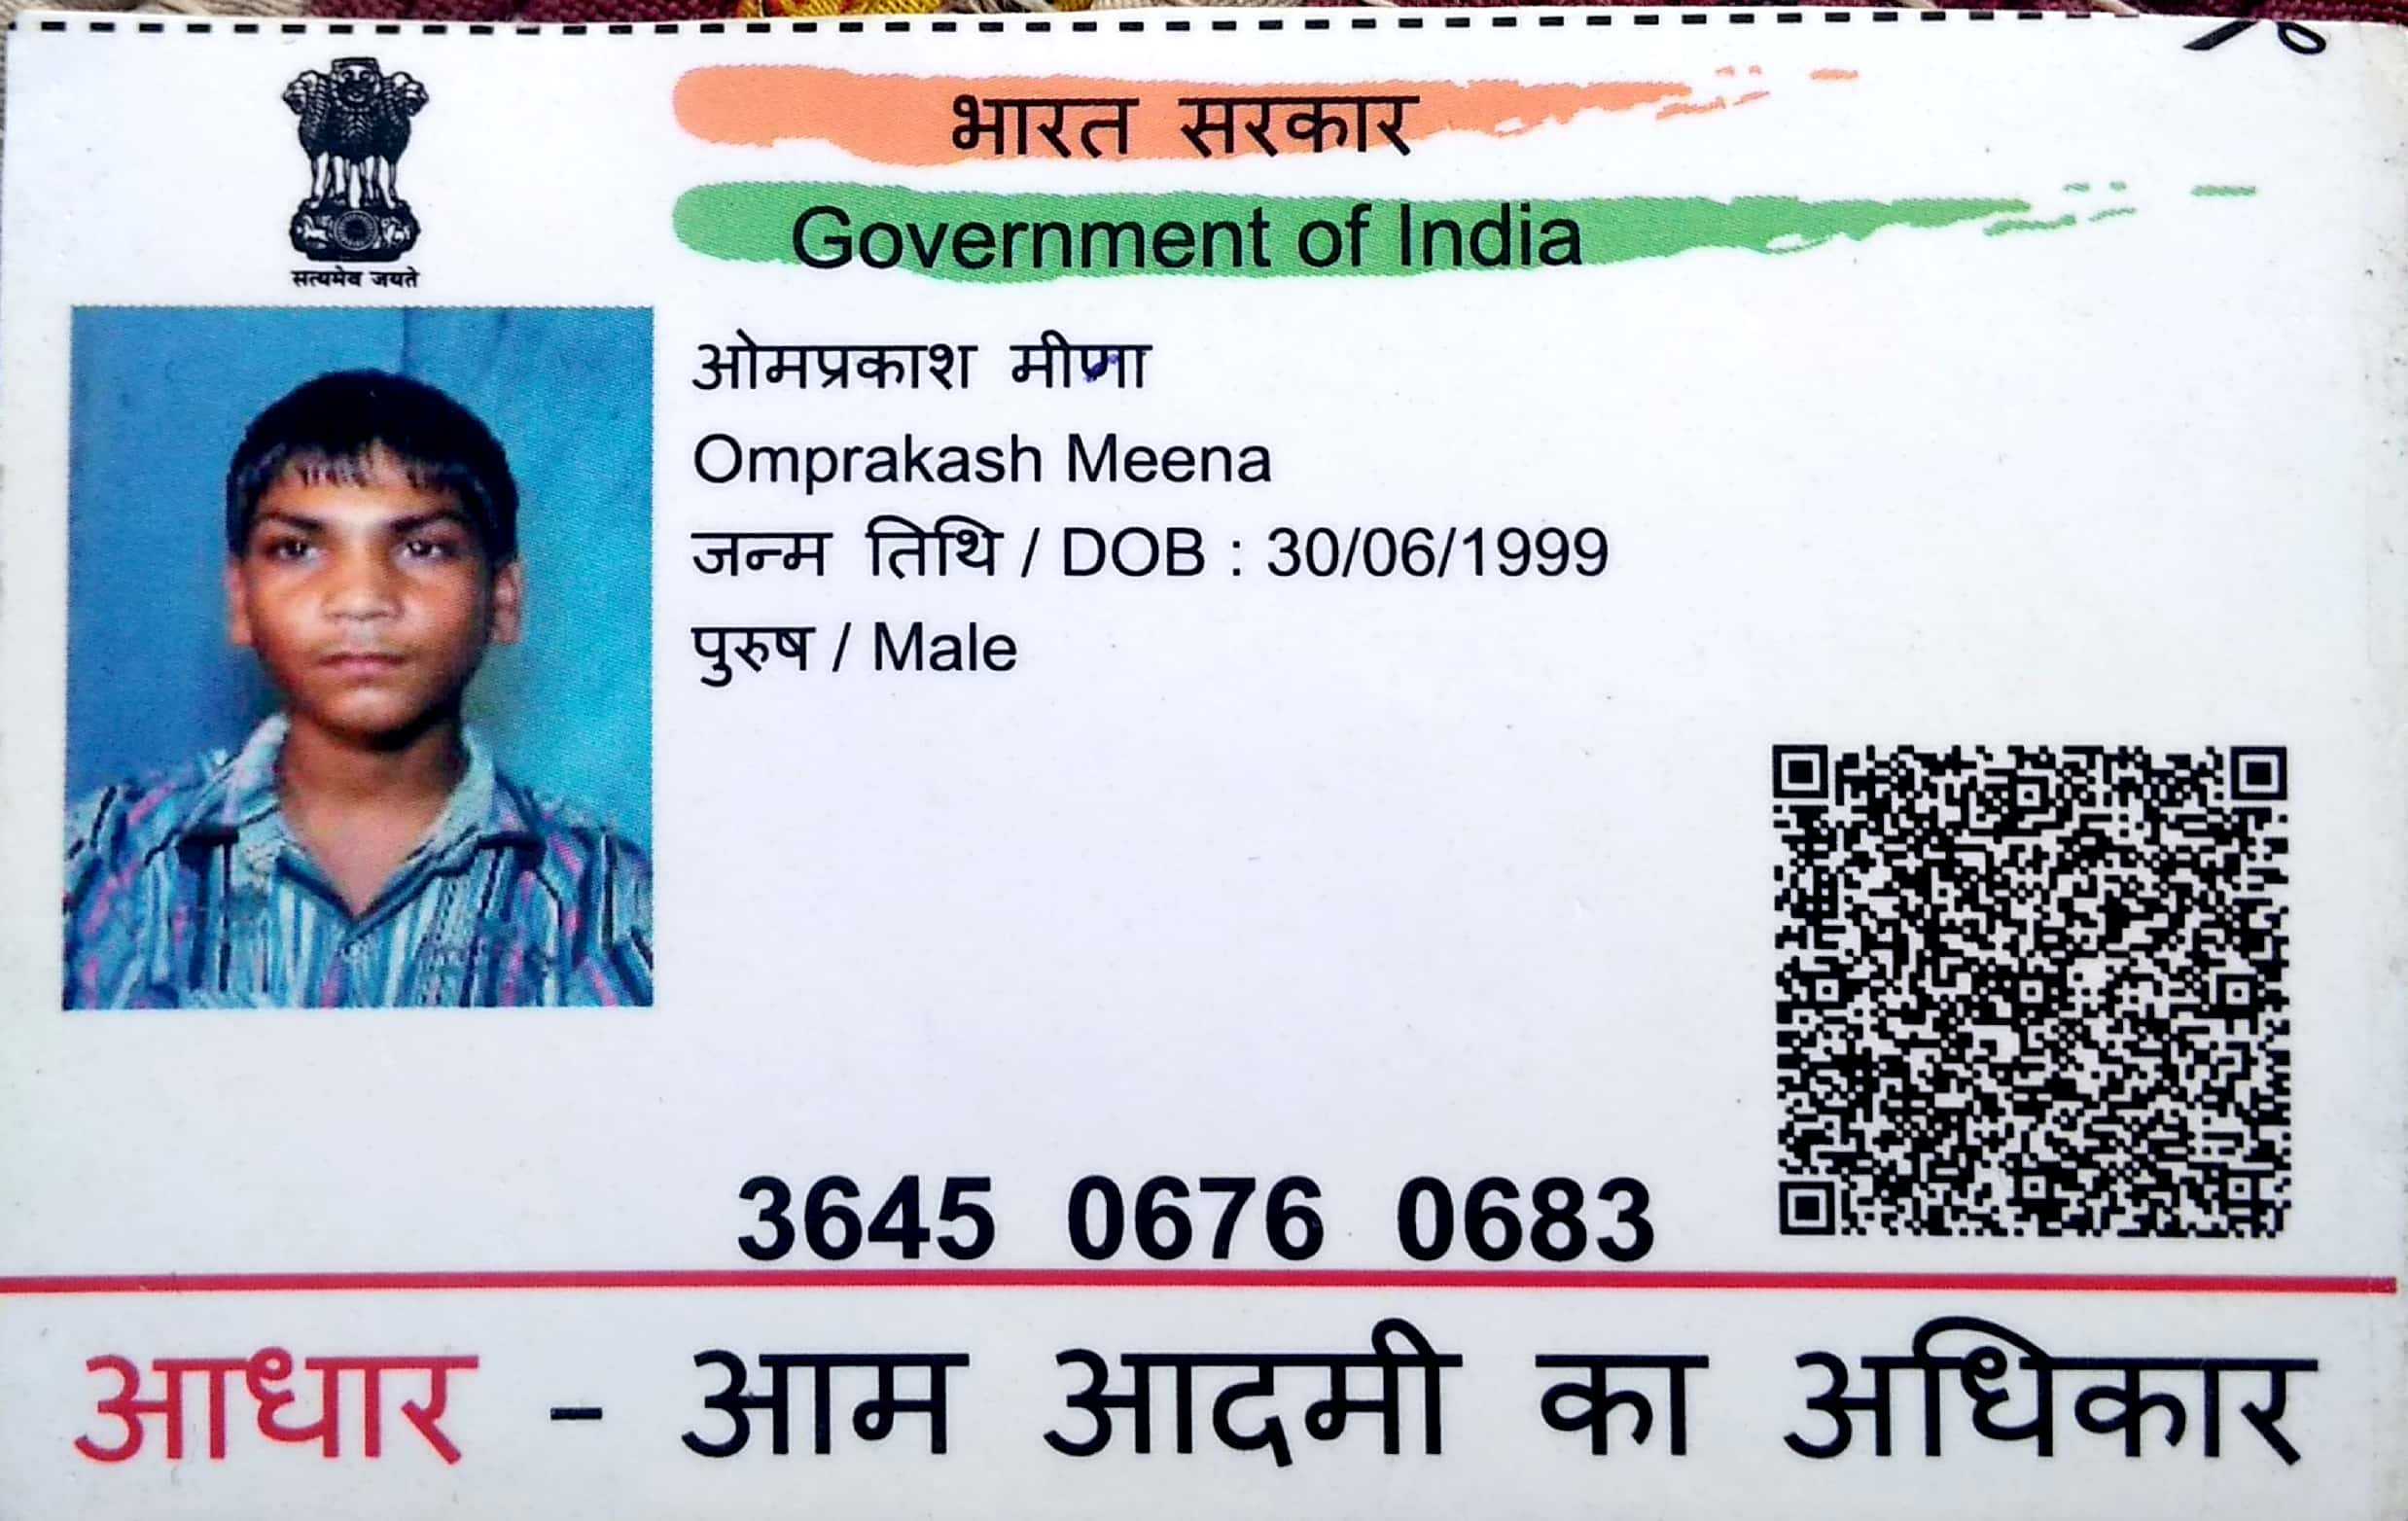 भारत सरकार
Government of India
सत्यमेव जयते
ओमप्रकाश मीणा
Omprakash Meena
जन्म तिथि / DOB : 30/06/1999
पुरुष / Male
3645 0676 0683
आधार - आम आदमी का अधिकार